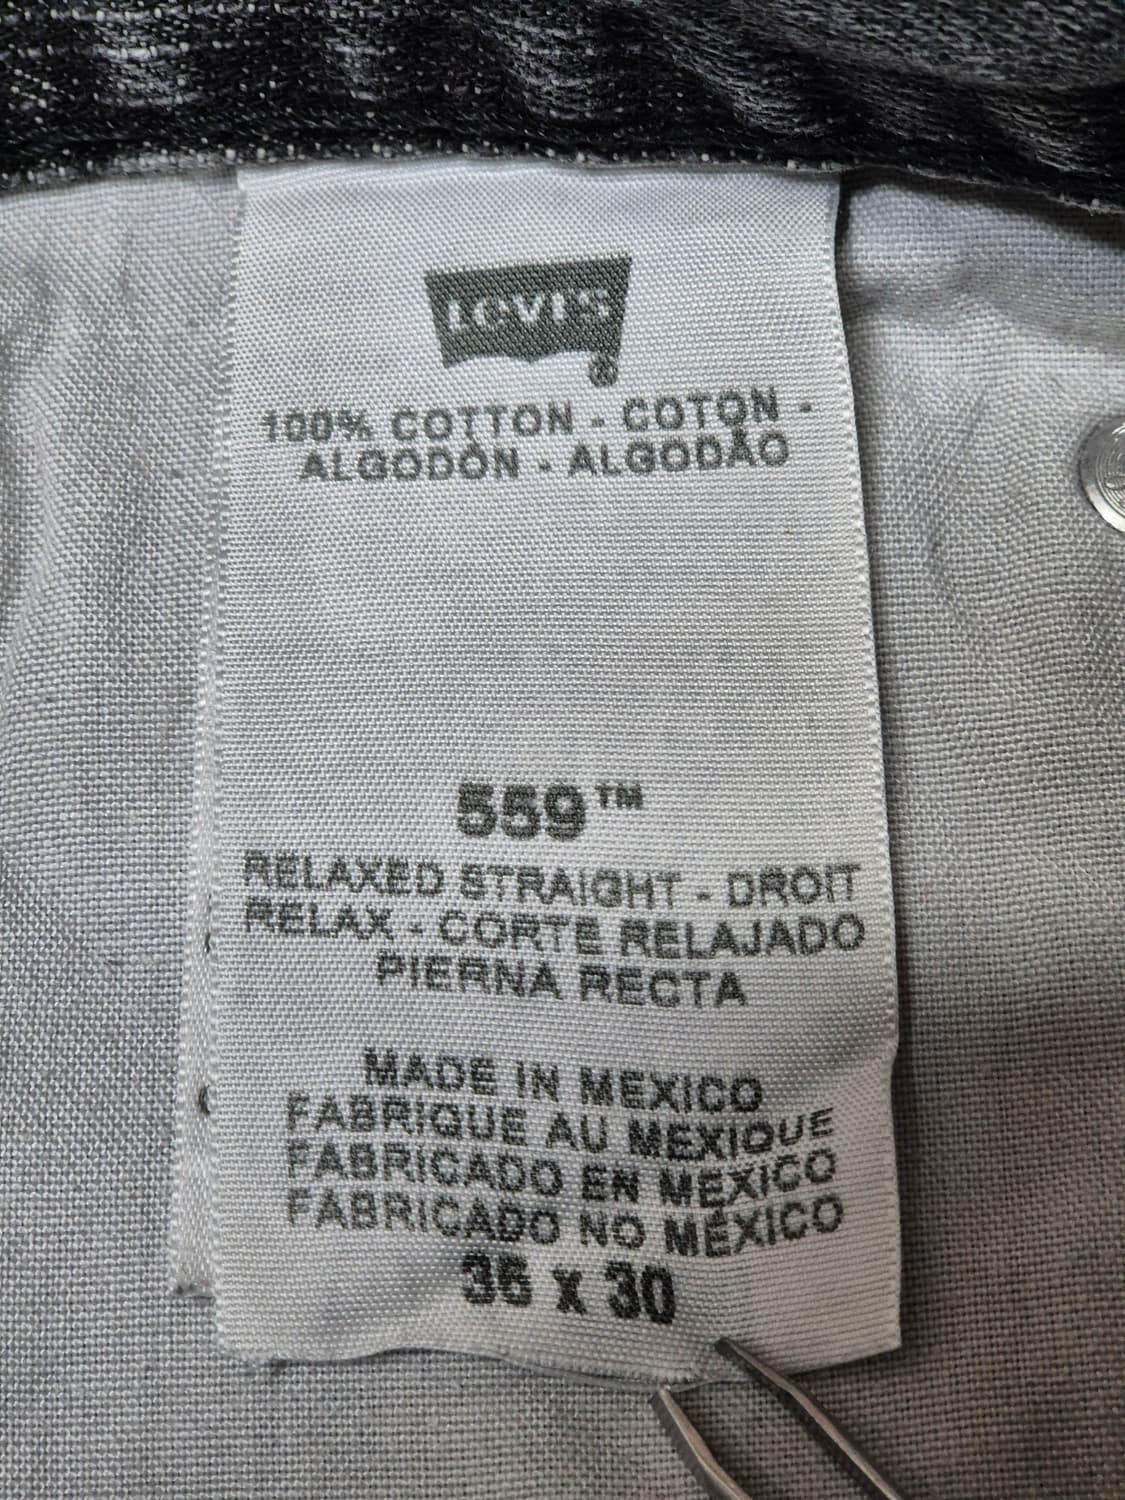 LEVI'S
®
100% COTTON - COTON -
ALGODÓN - ALGODÃO
559™
RELAXED STRAIGHT - DROIT
RELAX - CORTE RELAJADO
PIERNA RECTA
MADE IN MEXICO
FABRIQUE AU MEXIQUE
FABRICADO EN MÉXICO
FABRICADO NO MÉXICO
36 x 30